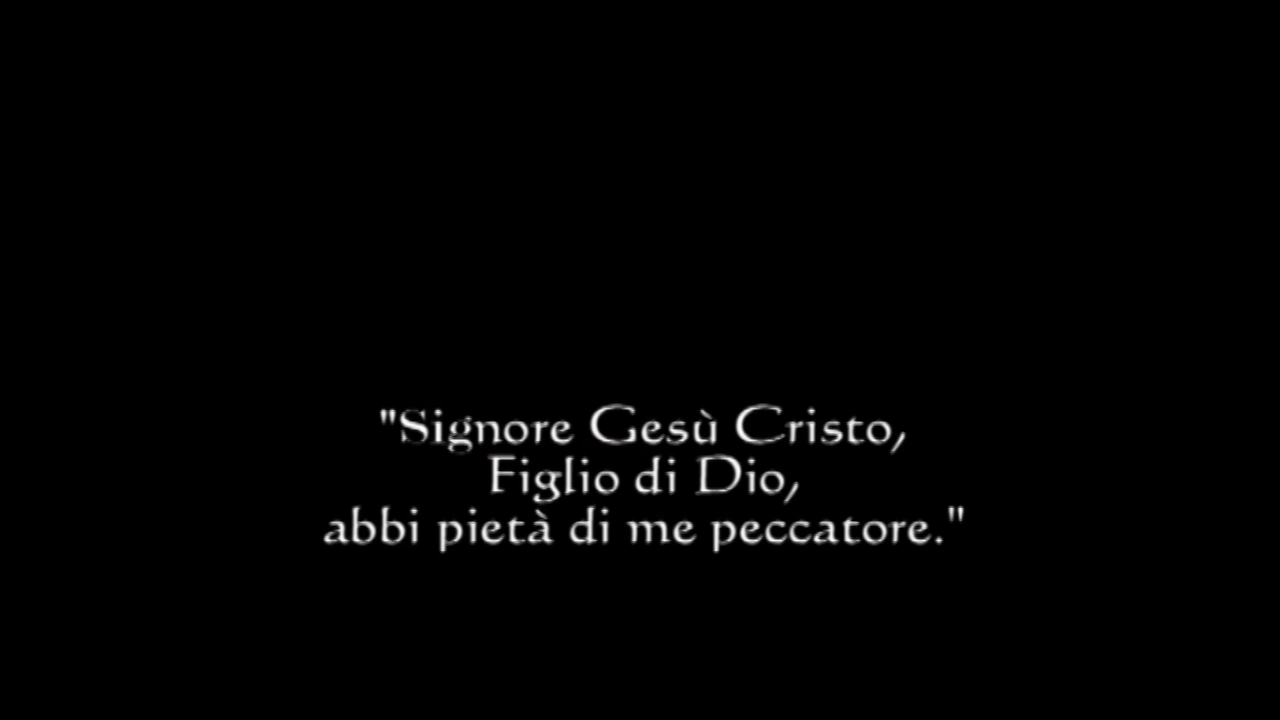 "Signore Gesù Cristo,
Figlio di Dio,
abbi pietà di me peccatore."